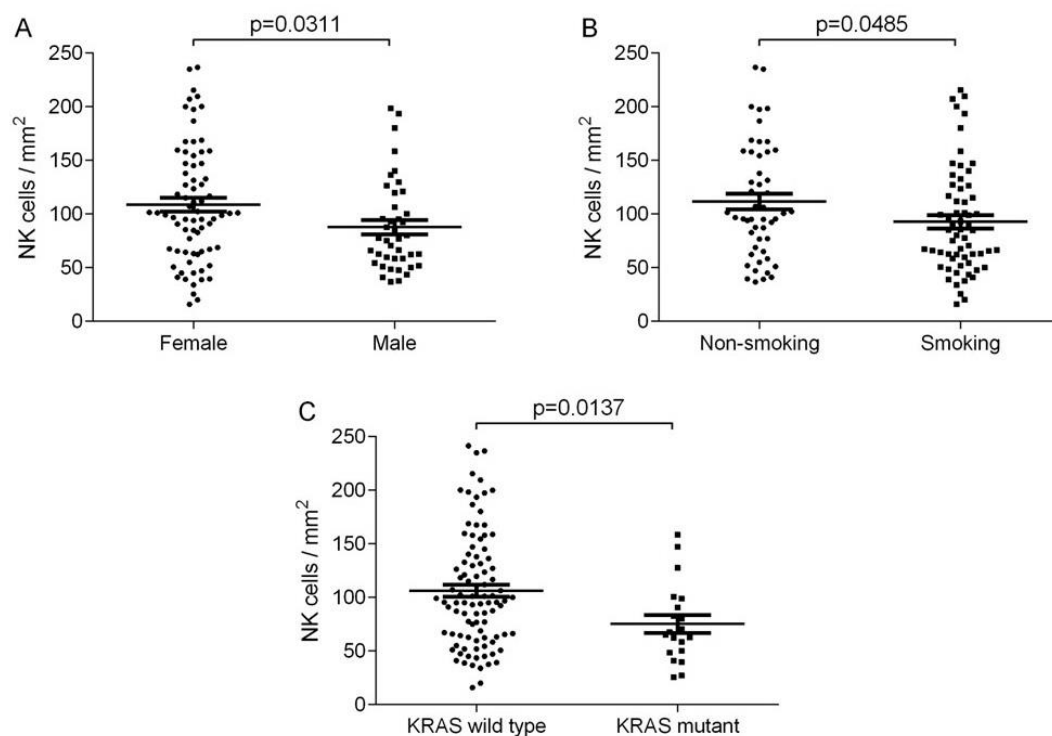 A
p=0.0311
NK cells / mm²
250
200
150
100
50
0
Female Male
B
p=0.0485
NK cells / mm²
250
200
150
100
50
0
Non-smoking Smoking
C
p=0.0137
NK cells / mm²
250
200
150
100
50
0
KRAS wild type KRAS mutant